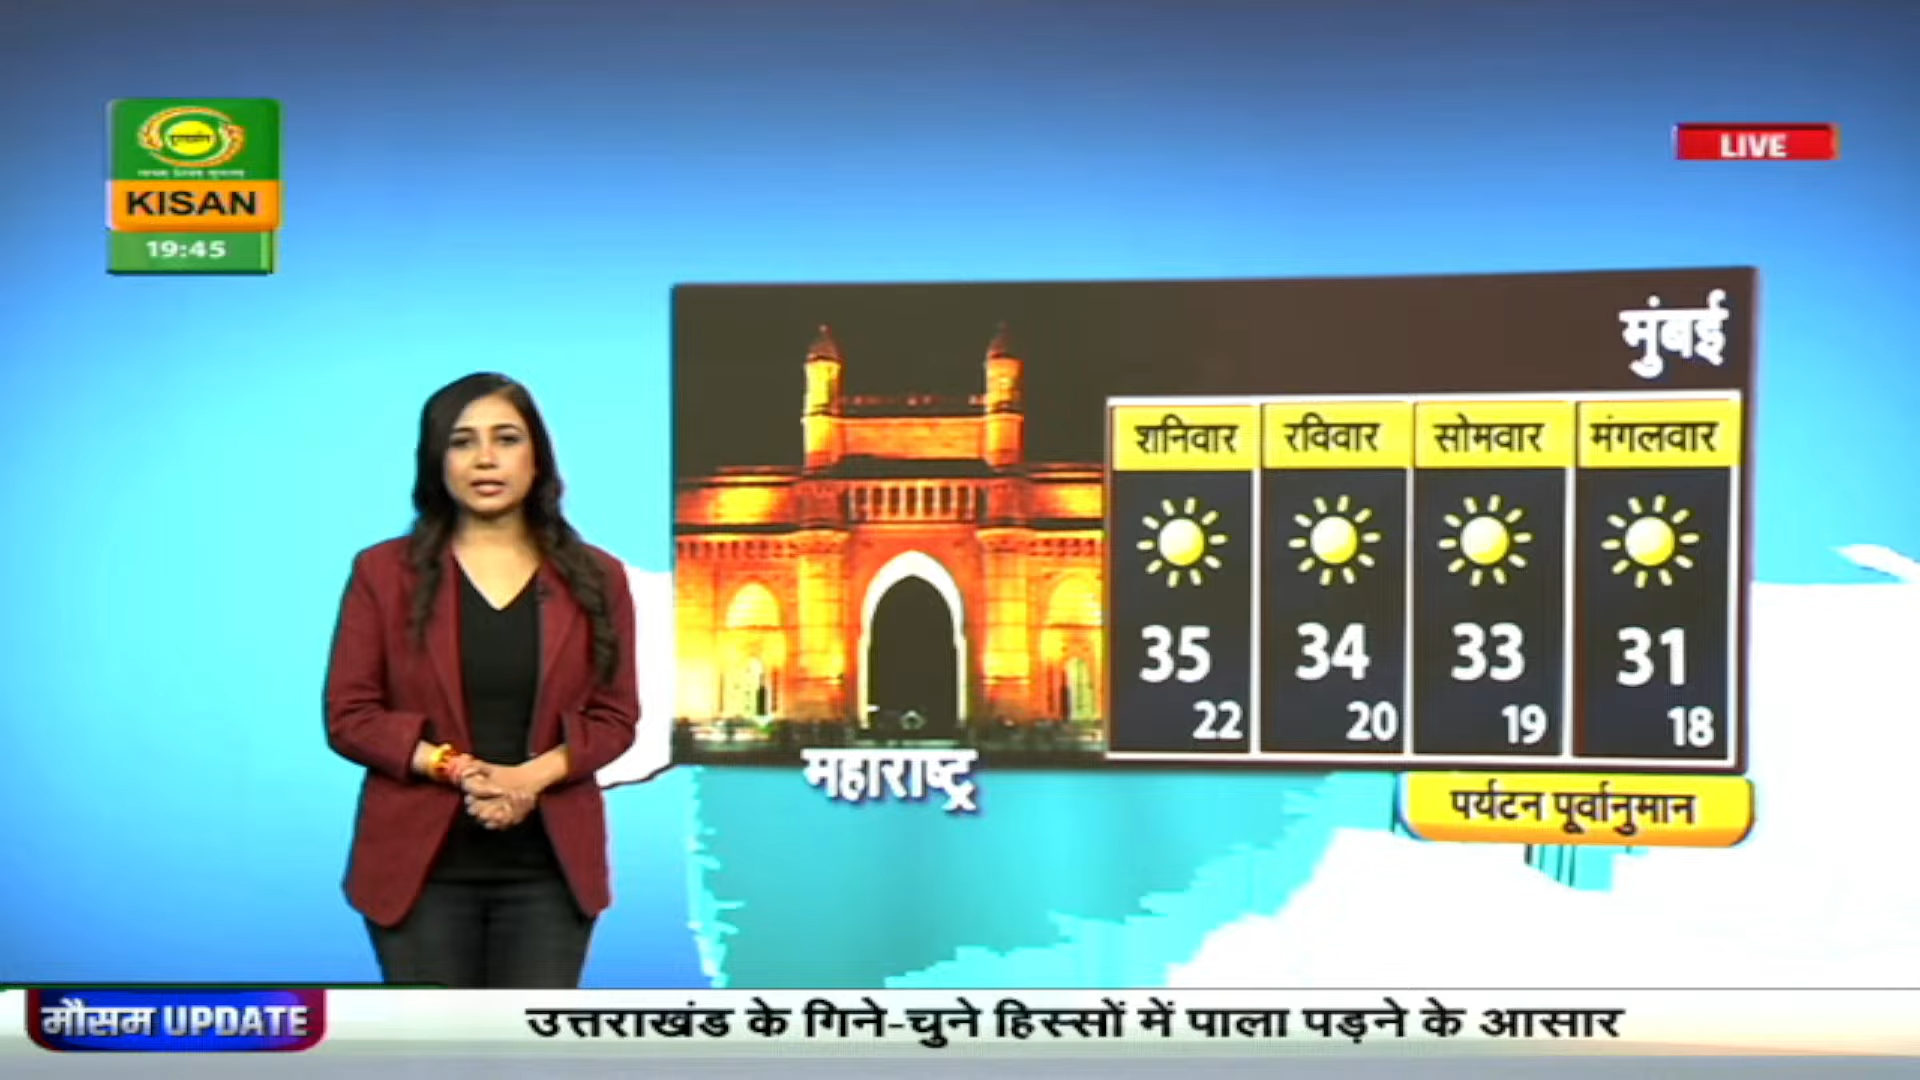 KISAN
19:45
LIVE
मुंबई
शनिवार रविवार सोमवार मंगलवार
35 34 33 31
22 20 19 18
महाराष्ट्र
पर्यटन पूर्वानुमान
मौसम UPDATE
उत्तराखंड के गिने-चुने हिस्सों में पाला पड़ने के आसार